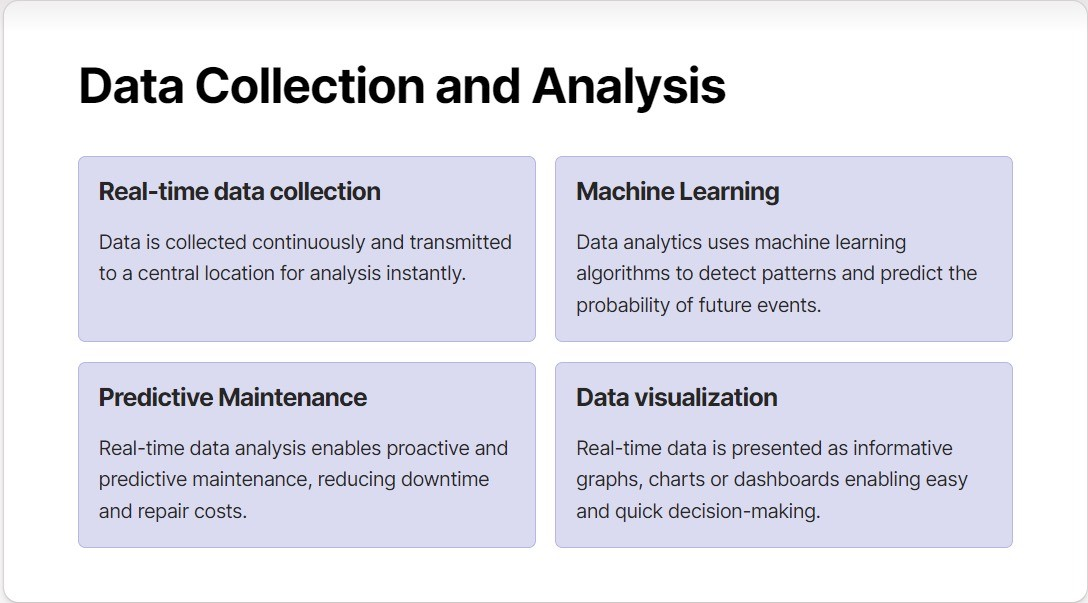 Data Collection and Analysis
Real-time data collection
Data is collected continuously and transmitted
to a central location for analysis instantly.
Machine Learning
Data analytics uses machine learning
algorithms to detect patterns and predict the
probability of future events.
Predictive Maintenance
Real-time data analysis enables proactive and
predictive maintenance, reducing downtime
and repair costs.
Data visualization
Real-time data is presented as informative
graphs, charts or dashboards enabling easy
and quick decision-making.